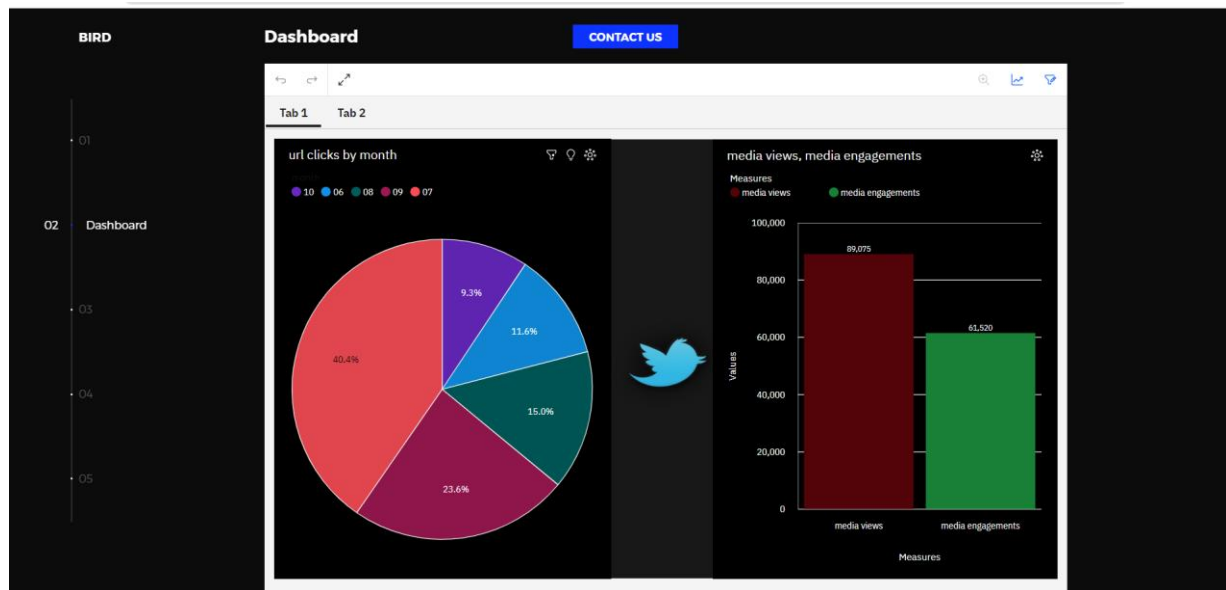 BIRD
Dashboard
CONTACT US
Tab 1 Tab 2
01
02 Dashboard
03
04
05
url clicks by month
10 06 08 09 07
9.3%
11.6%
40.4%
15.0%
23.6%
media views, media engagements
Measures
media views media engagements
100,000
89,075
80,000
61,520
60,000
Values
40,000
20,000
0
media views media engagements
Measures